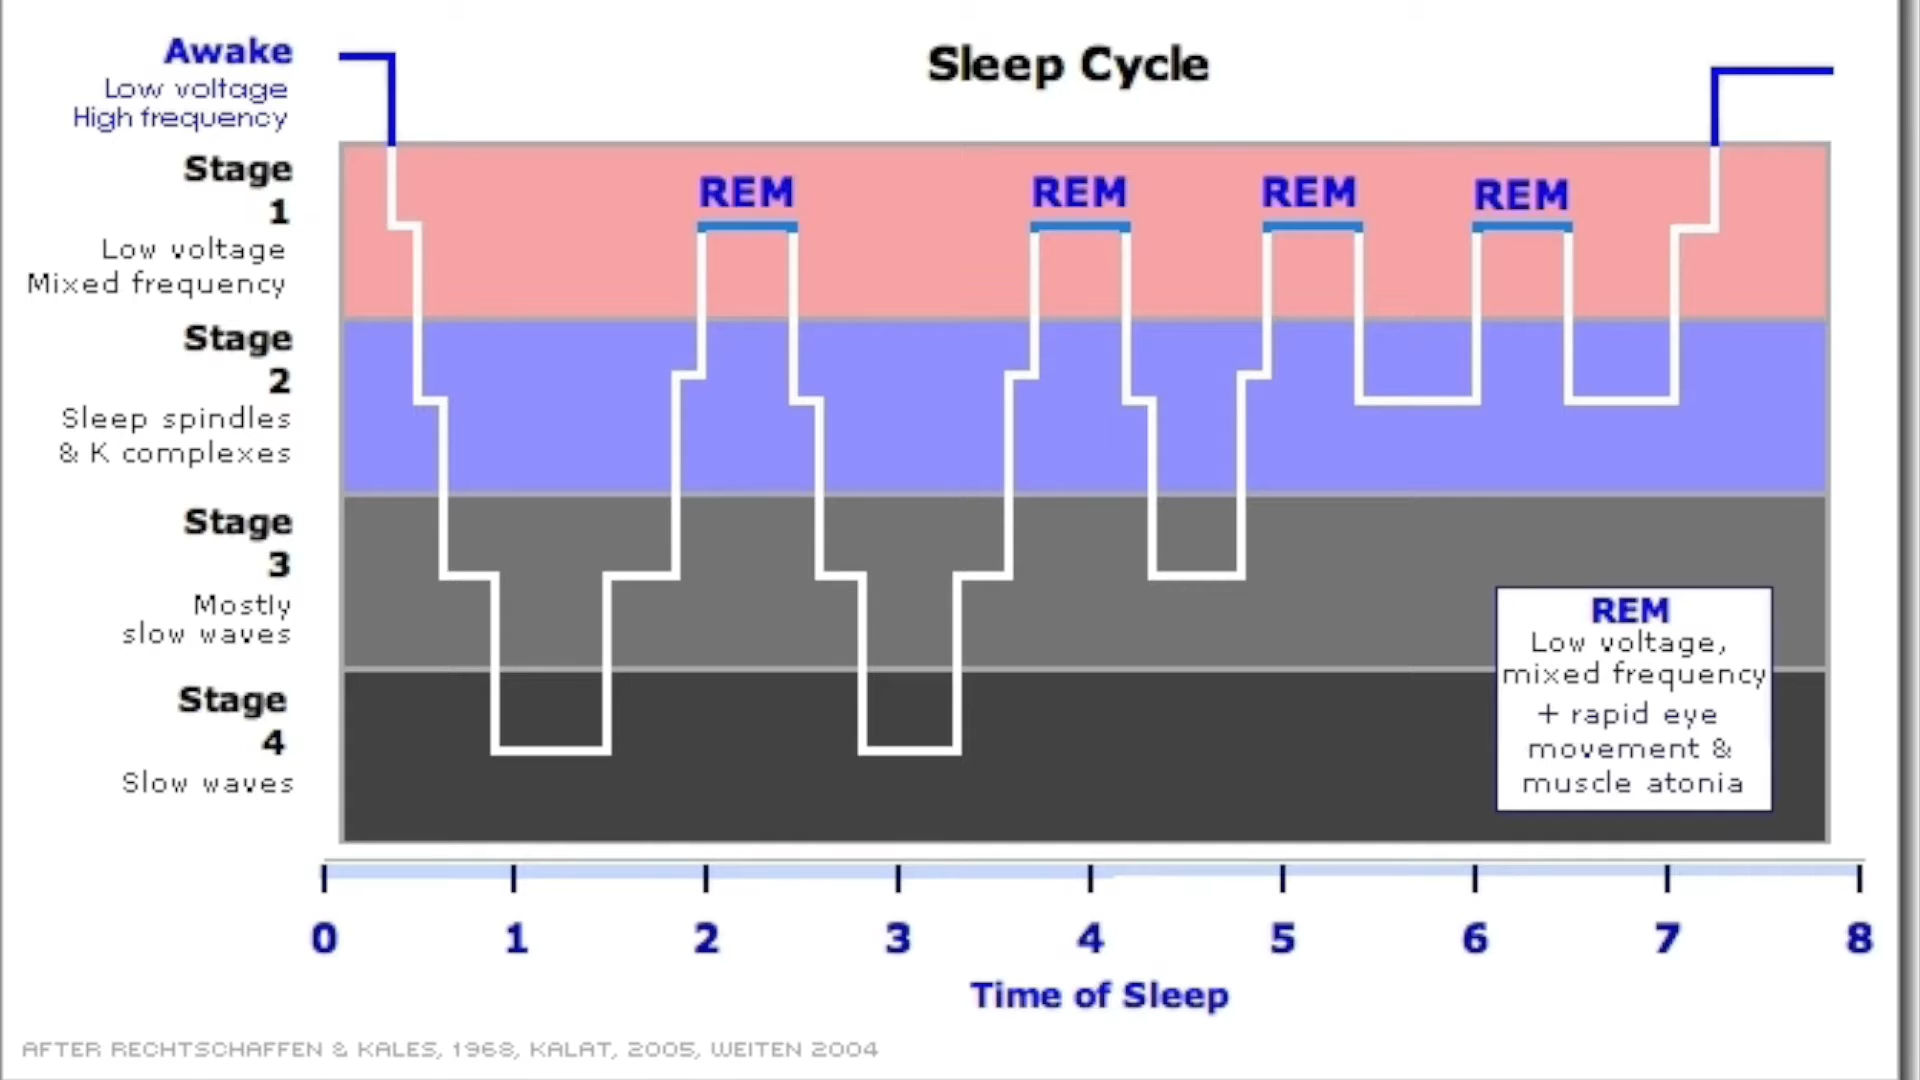 Sleep Cycle
Awake
Low voltage
High frequency
Stage
1
Low voltage
Mixed frequency
Stage
2
Sleep spindles
& K complexes
Stage
3
Mostly
slow waves
Stage
4
Slow waves
REM
REM
REM
REM
REM
Low voltage,
mixed frequency
+ rapid eye
movement &
muscle atonia
0 1 2 3 4 5 6 7 8
Time of Sleep
AFTER RECHTSCHAFFEN & KALES, 1968, KALAT, 2005, WEITEN 2004